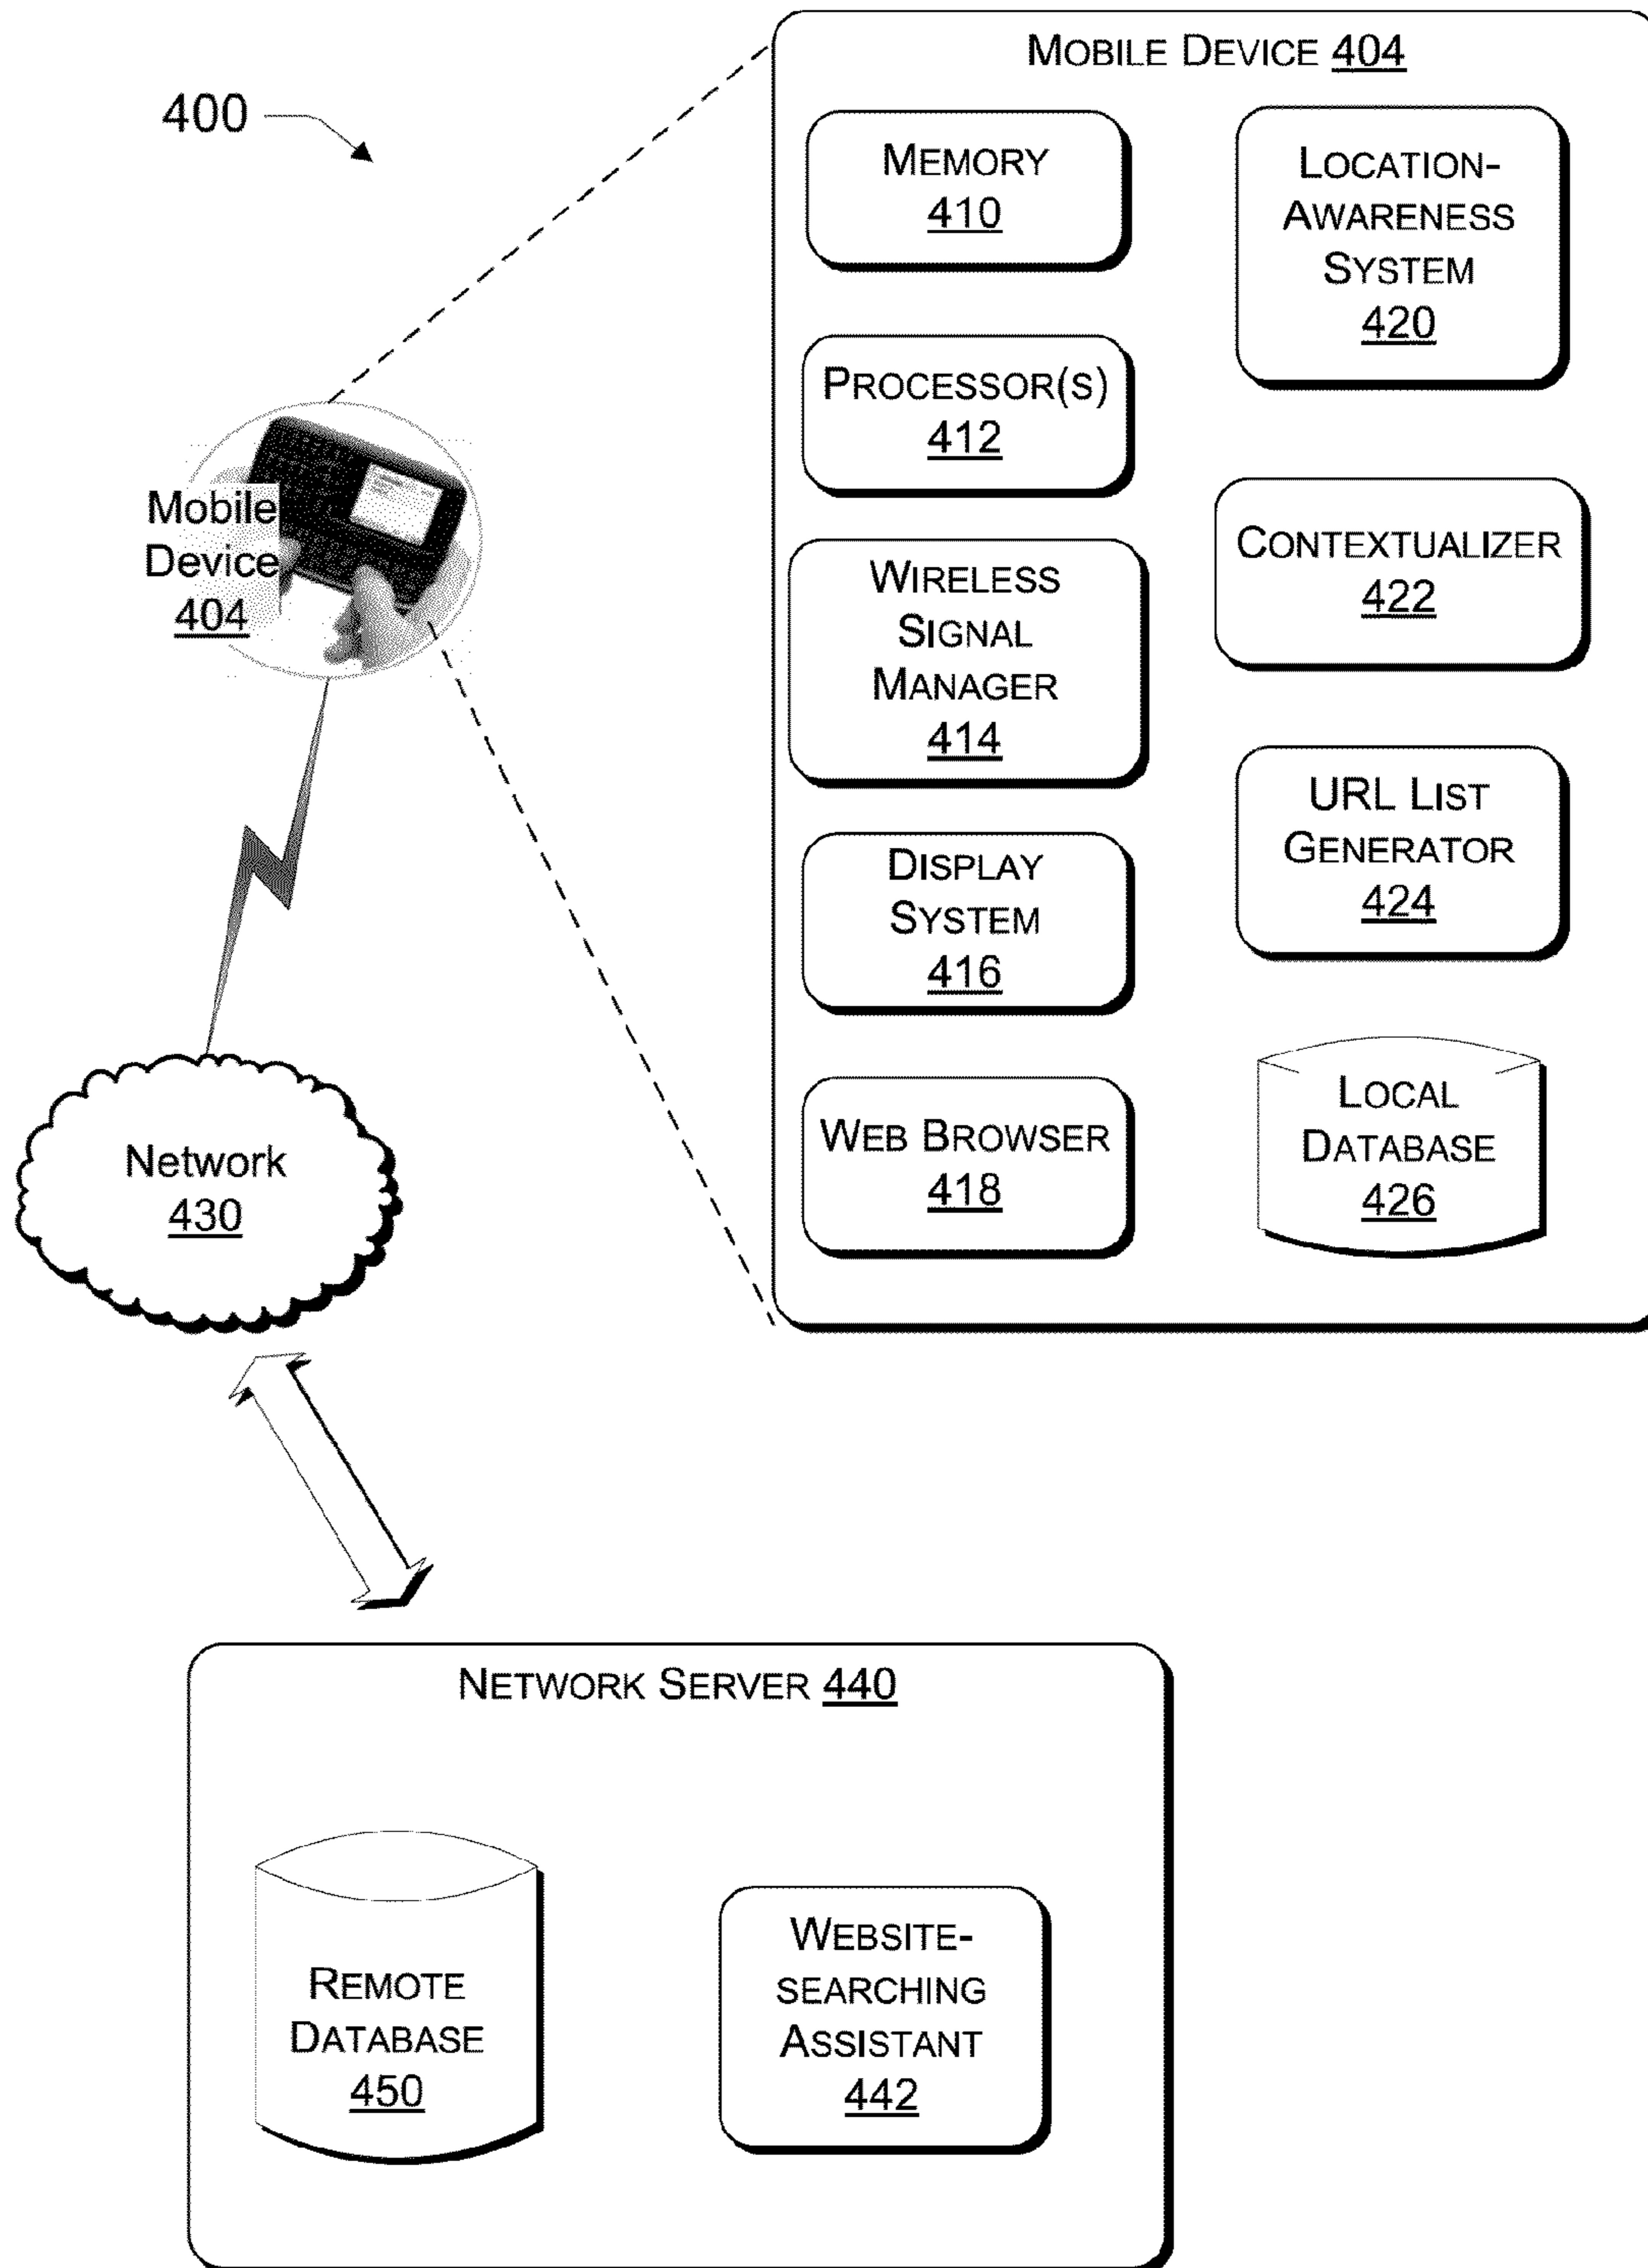 400
MOBILE DEVICE 404
MEMORY
410
PROCESSOR(S)
412
WIRELESS
SIGNAL
MANAGER
414
DISPLAY
SYSTEM
416
WEB BROWSER
418
LOCATION-
AWARENESS
SYSTEM
420
CONTEXTUALIZER
422
URL LIST
GENERATOR
424
LOCAL
DATABASE
426
Mobile
Device
404
Network
430
NETWORK SERVER 440
REMOTE
DATABASE
450
WEBSITE-
SEARCHING
ASSISTANT
442